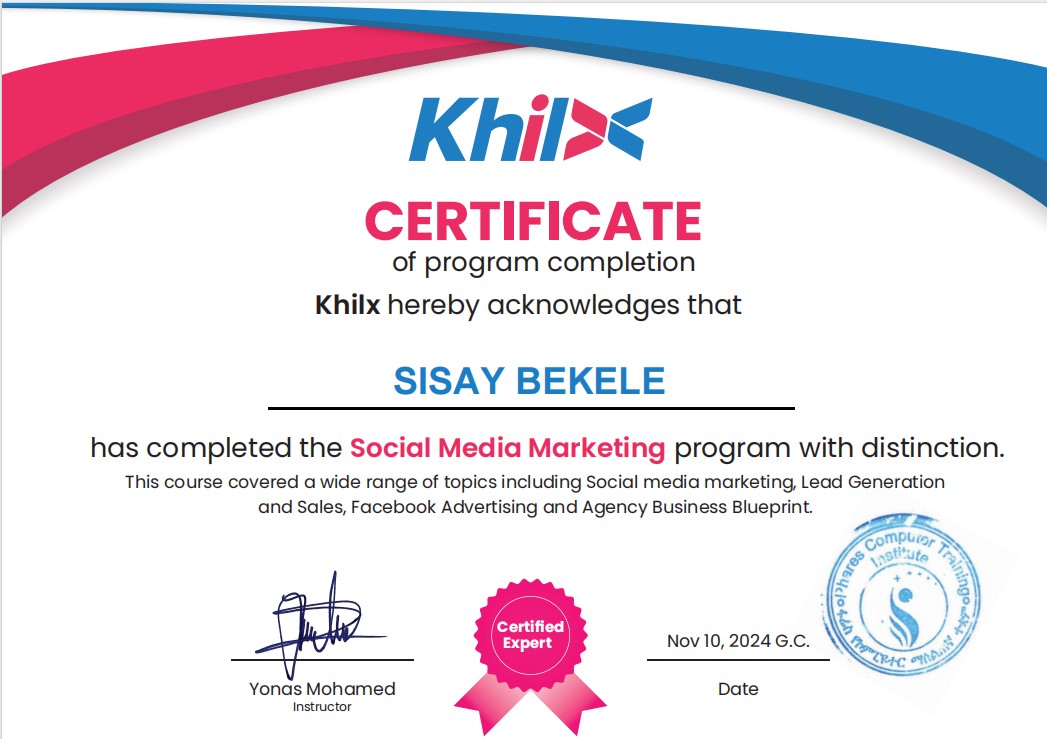 Khilx
CERTIFICATE
of program completion
Khilx hereby acknowledges that
SISAY BEKELE
has completed the Social Media Marketing program with distinction.
This course covered a wide range of topics including Social media marketing, Lead Generation
and Sales, Facebook Advertising and Agency Business Blueprint.
Phares Computer Training
Institute
Certified
Expert
Nov 10, 2024 G.C.
Yonas Mohamed
Instructor
Date